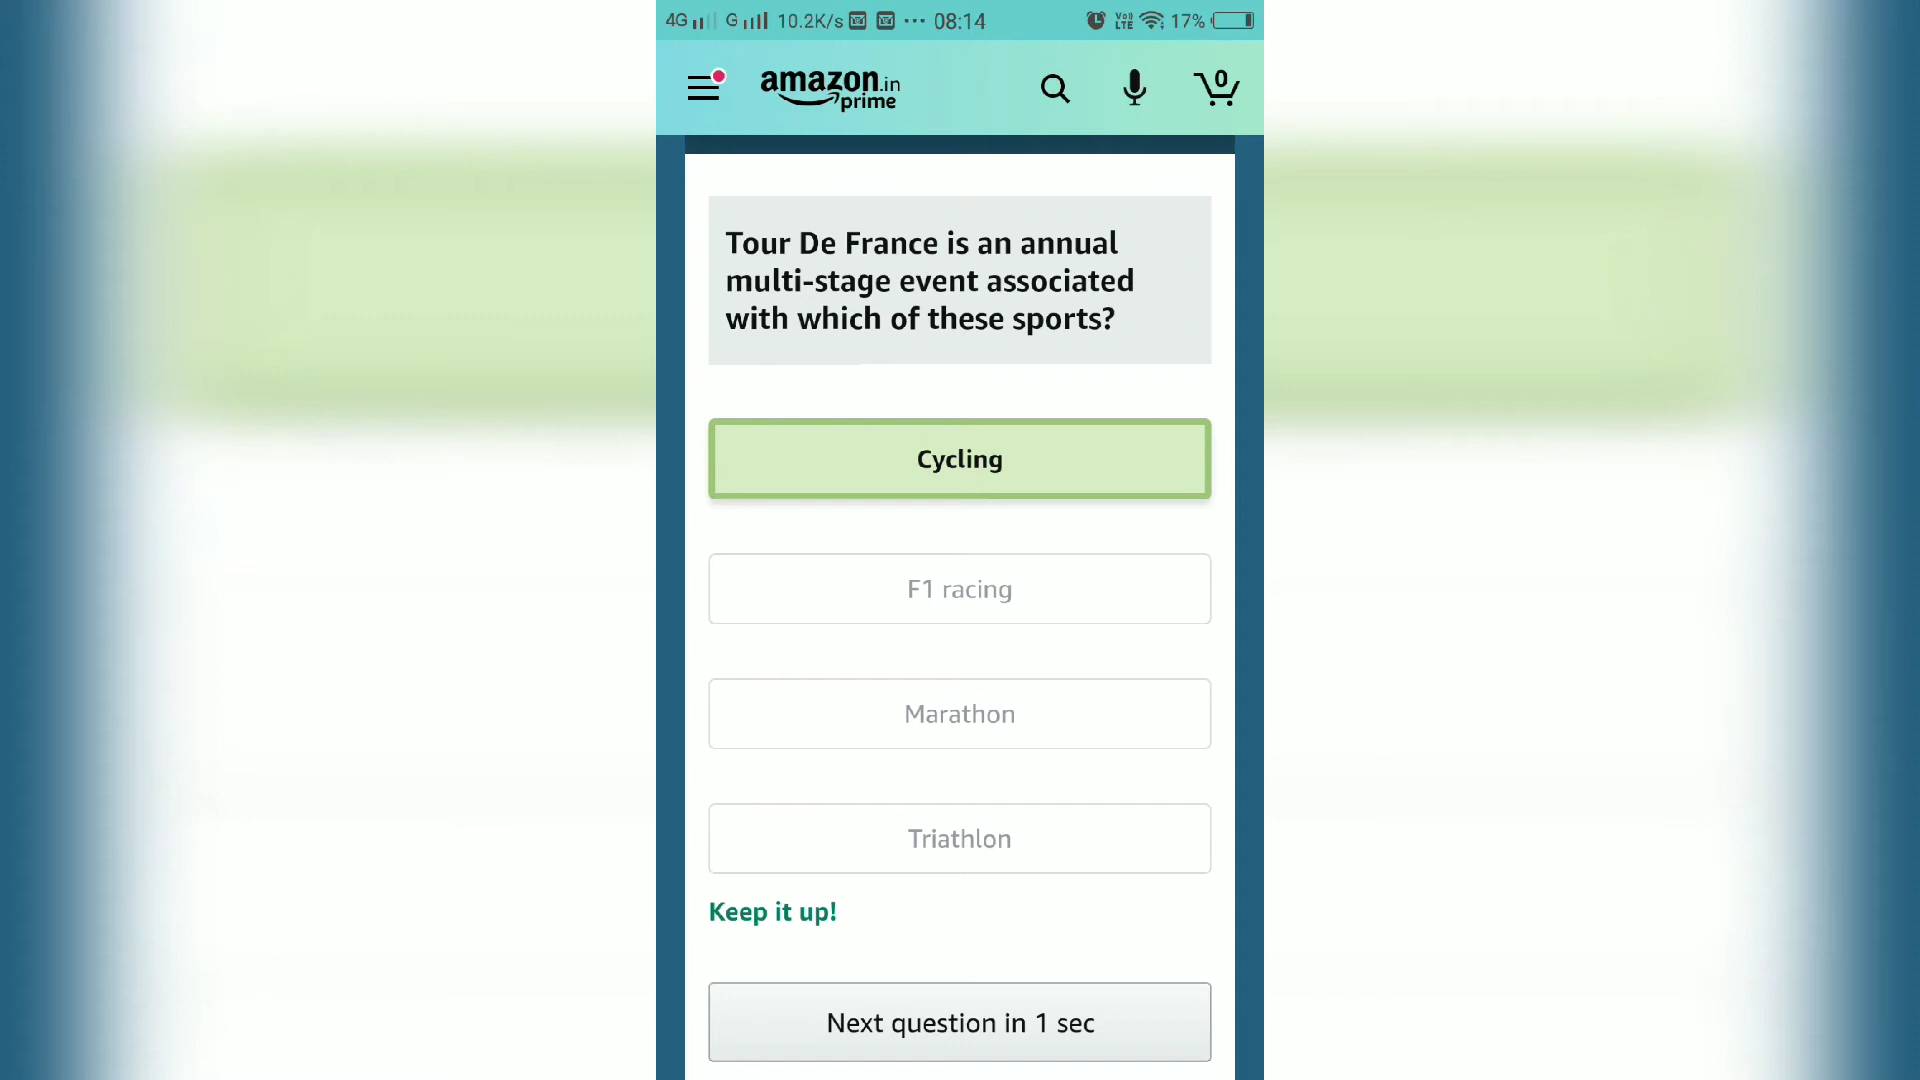 4G G 10.2K/s ... 08:14 VoLTE 17%
amazon.in
prime
0
Tour De France is an annual
multi-stage event associated
with which of these sports?
Cycling
F1 racing
Marathon
Triathlon
Keep it up!
Next question in 1 sec